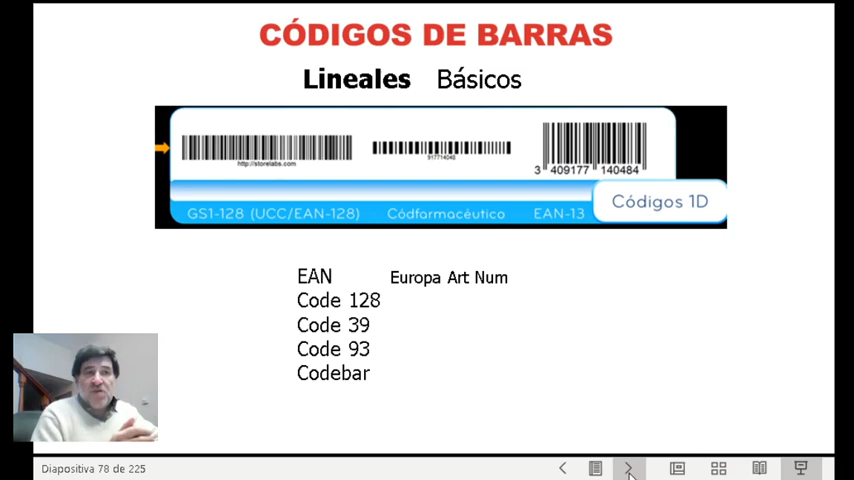 CÓDIGOS DE BARRAS
Lineales Básicos
http://storelabs.com
917714048
3 409177 140484
Códigos 1D
GS1-128 (UCC/EAN-128) Códfarmacéutico EAN-13
EAN Europa Art Num
Code 128
Code 39
Code 93
Codebar
Diapositiva 78 de 225